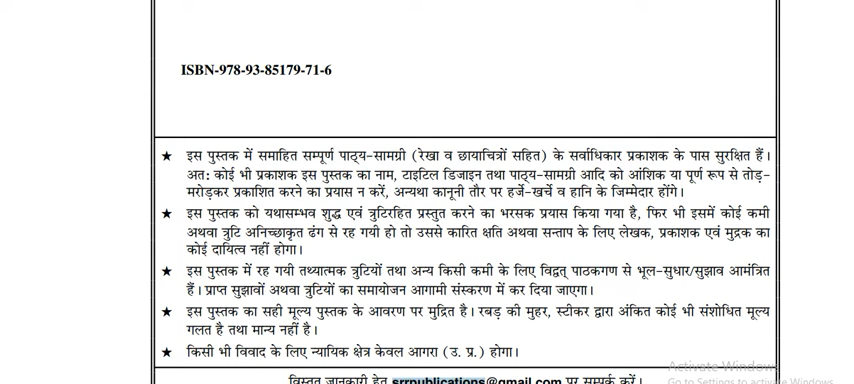 ISBN-978-93-85179-71-6
★ इस पुस्तक में समाहित सम्पूर्ण पाठ्य-सामग्री (रेखा व छायाचित्रों सहित) के सर्वाधिकार प्रकाशक के पास सुरक्षित हैं।
अतः कोई भी प्रकाशक इस पुस्तक का नाम, टाइटिल डिजाइन तथा पाठ्य-सामग्री आदि को आंशिक या पूर्ण रूप से तोड़-
मरोड़कर प्रकाशित करने का प्रयास न करें, अन्यथा कानूनी तौर पर हर्जे-खर्चे व हानि के जिम्मेदार होंगे।
★ इस पुस्तक को यथासम्भव शुद्ध एवं त्रुटिरहित प्रस्तुत करने का भरसक प्रयास किया गया है, फिर भी इसमें कोई कमी
अथवा त्रुटि अनिच्छाकृत ढंग से रह गयी हो तो उससे कारित क्षति अथवा सन्ताप के लिए लेखक, प्रकाशक एवं मुद्रक का
कोई दायित्व नहीं होगा।
★ इस पुस्तक में रह गयी तथ्यात्मक त्रुटियों तथा अन्य किसी कमी के लिए विद्वत् पाठकगण से भूल-सुधार/सुझाव आमंत्रित
हैं। प्राप्त सुझावों अथवा त्रुटियों का समायोजन आगामी संस्करण में कर दिया जाएगा।
★ इस पुस्तक का सही मूल्य पुस्तक के आवरण पर मुद्रित है। रबड़ की मुहर, स्टीकर द्वारा अंकित कोई भी संशोधित मूल्य
गलत है तथा मान्य नहीं है।
★ किसी भी विवाद के लिए न्यायिक क्षेत्र केवल आगरा (उ. प्र.) होगा।
विस्तृत जानकारी हेतु srrpublications@gmail.com पर सम्पर्क करें।
Activate Windows
Go to Settings to activate Windows